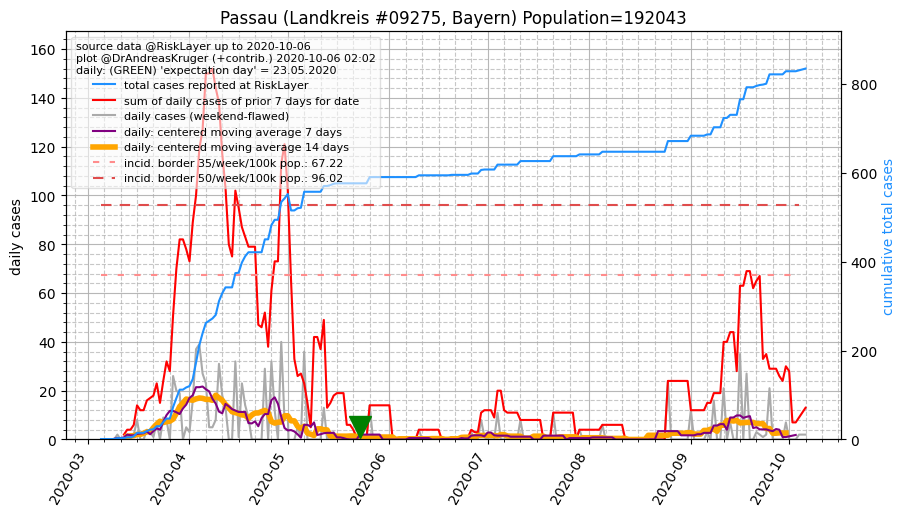 Passau (Landkreis #09275, Bayern) Population=192043
source data @RiskLayer up to 2020-10-06
plot @DrAndreasKruger (+contrib.) 2020-10-06 02:02
daily: (GREEN) 'expectation day' = 23.05.2020
total cases reported at RiskLayer
sum of daily cases of prior 7 days for date
daily cases (weekend-flawed)
daily: centered moving average 7 days
daily: centered moving average 14 days
incid. border 35/week/100k pop.: 67.22
incid. border 50/week/100k pop.: 96.02
daily cases
160
140
120
100
80
60
40
20
0
cumulative total cases
800
600
400
200
0
2020-03
2020-04
2020-05
2020-06
2020-07
2020-08
2020-09
2020-10